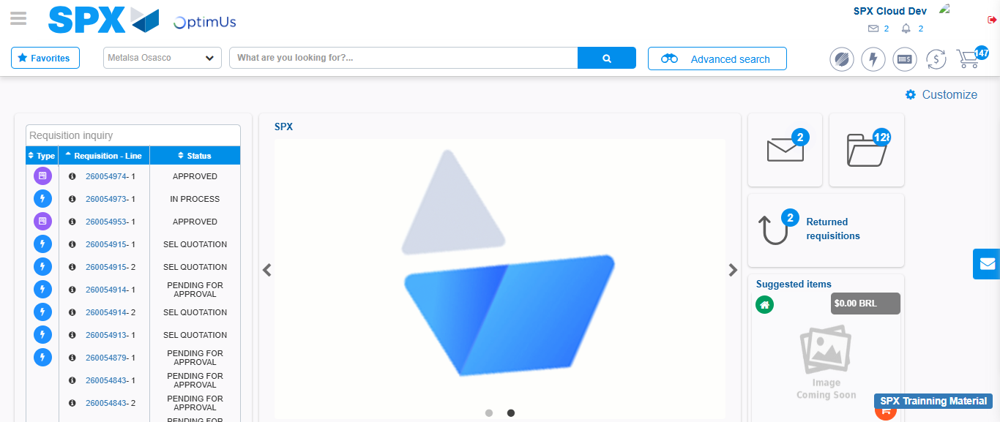 SPX
OptimUs
SPX Cloud Dev
2
2
Favorites
Metalsa Osasco
What are you looking for?...
Advanced search
147
Customize
Requisition inquiry
Type
Requisition - Line
Status
260054974- 1
APPROVED
260054973- 1
IN PROCESS
260054953- 1
APPROVED
260054915- 1
SEL QUOTATION
260054915- 2
SEL QUOTATION
260054914- 1
PENDING FOR
APPROVAL
260054914- 2
SEL QUOTATION
260054913- 1
SEL QUOTATION
260054879- 1
PENDING FOR
APPROVAL
260054843- 1
PENDING FOR
APPROVAL
260054843- 2
PENDING FOR
APPROVAL
PENDING FOR
SPX
2
2
Returned
requisitions
Suggested items
$0.00 BRL
Image
Coming Soon
SPX Trainning Material